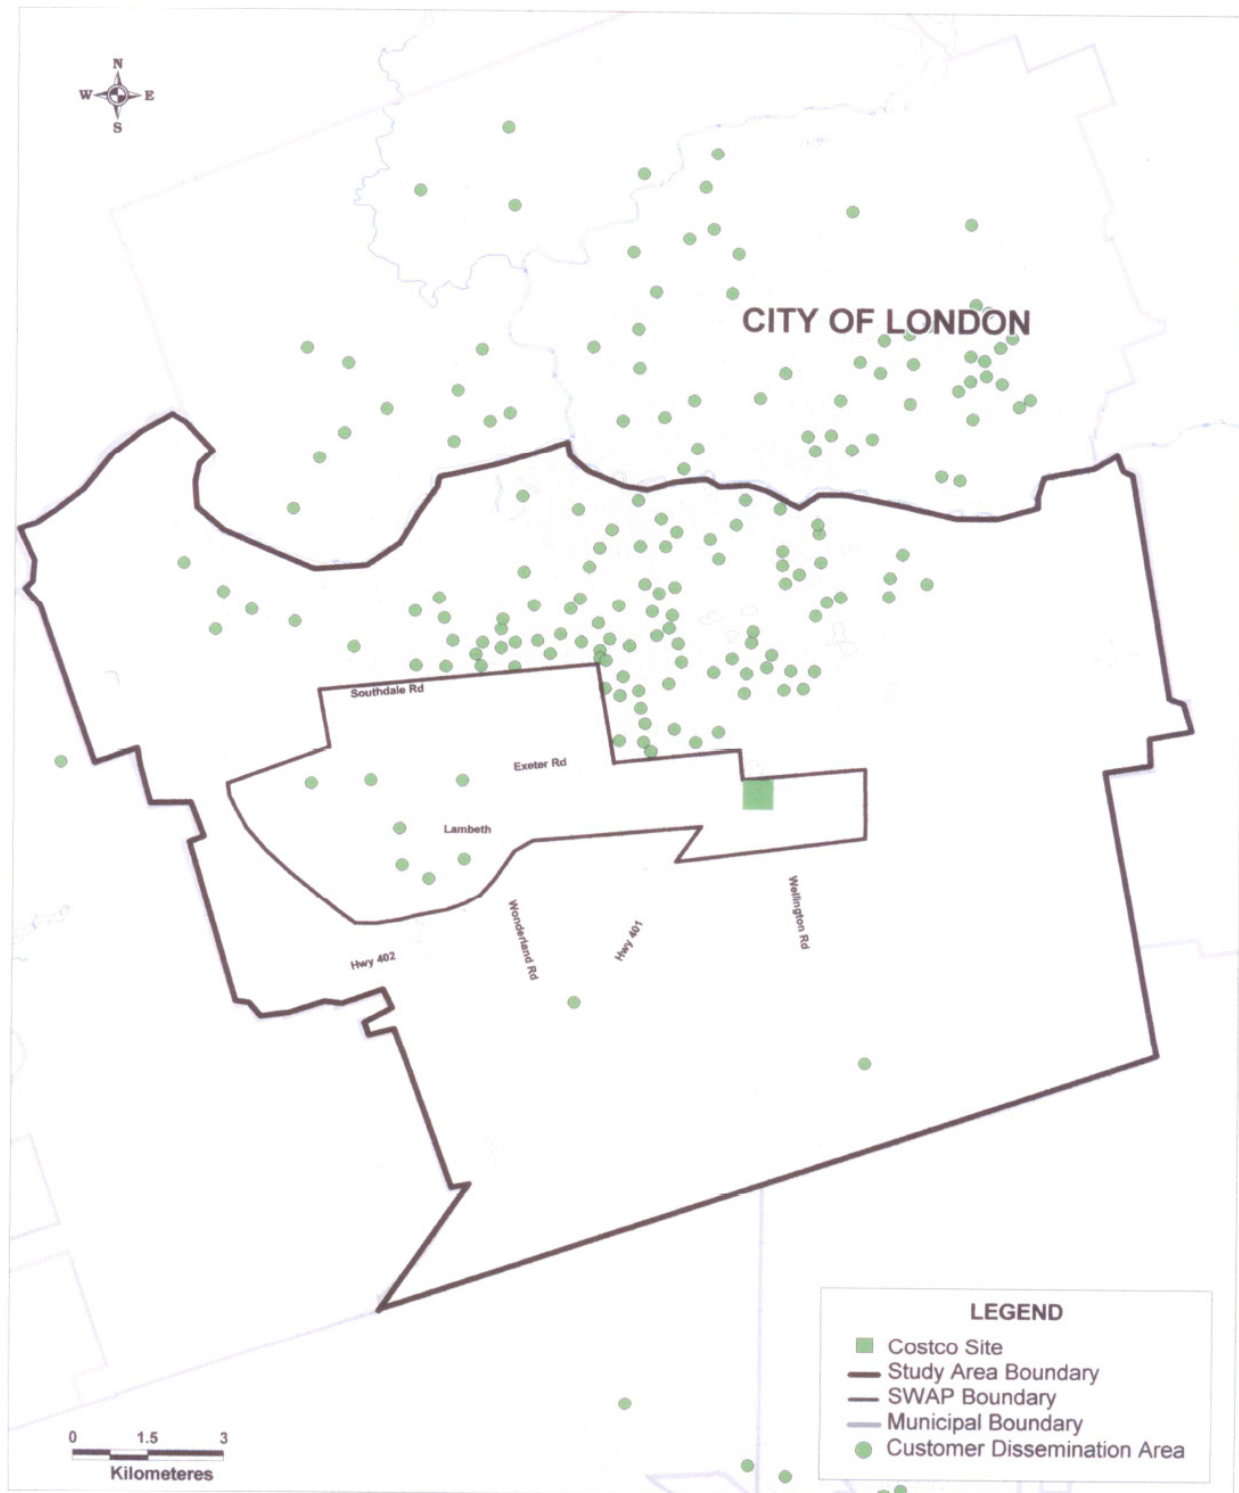 N
W E
S
CITY OF LONDON
Southdale Rd
Exeter Rd
Lambeth
Wellington Rd
Wonderland Rd
Hwy 401
Hwy 402
LEGEND
Costco Site
Study Area Boundary
SWAP Boundary
Municipal Boundary
Customer Dissemination Area
0 1.5 3
Kilometeres